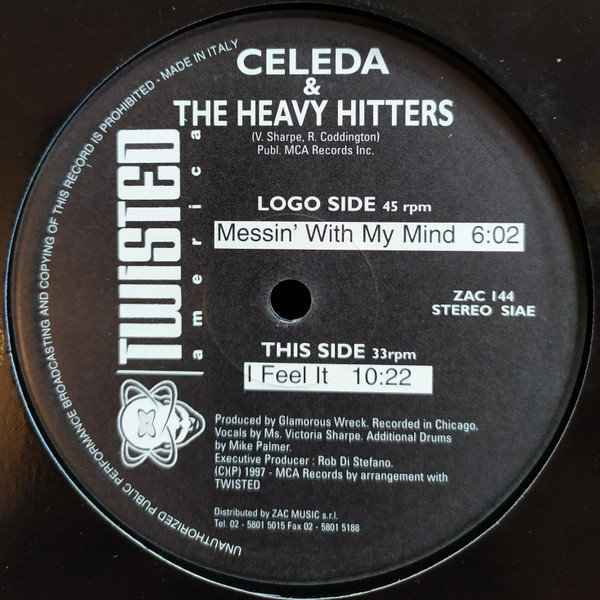 CELEDA
&
THE HEAVY HITTERS
(V. Sharpe, R. Coddington)
Publ. MCA Records Inc.
TWISTED
america
LOGO SIDE 45 rpm
Messin' With My Mind 6:02
ZAC 144
STEREO SIAE
THIS SIDE 33rpm
I Feel It 10:22
Produced by Glamorous Wreck. Recorded in Chicago.
Vocals by Ms. Victoria Sharpe. Additional Drums
by Mike Palmer.
Executive Producer : Rob Di Stefano.
(C)(P) 1997 - MCA Records by arrangement with
TWISTED
Distributed by ZAC MUSIC s.r.l.
Tel. 02 - 5801 5015 Fax 02 - 5801 5188
UNAUTHORIZED PUBLIC PERFORMANCE BROADCASTING AND COPYING OF THIS RECORD IS PROHIBITED - MADE IN ITALY